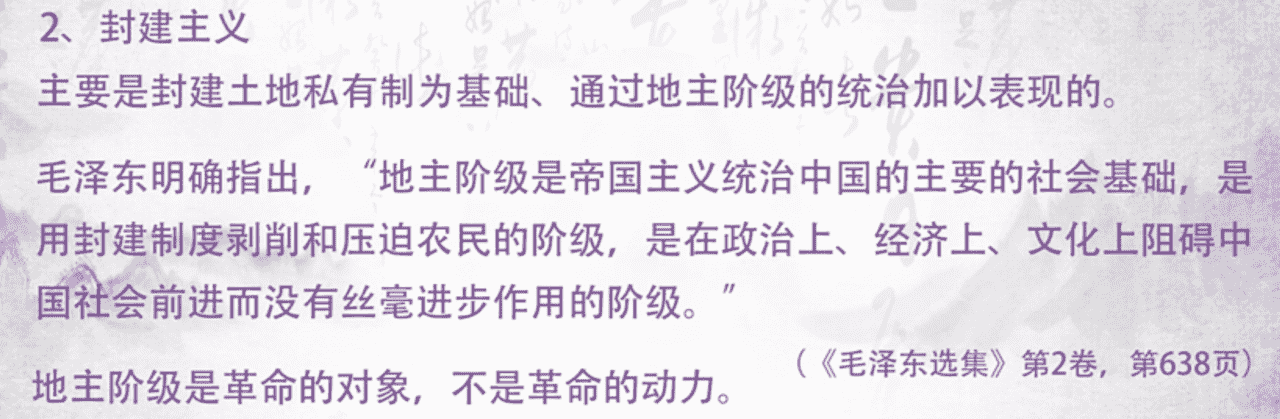 2、封建主义
主要是封建土地私有制为基础、通过地主阶级的统治加以表现的。
毛泽东明确指出，“地主阶级是帝国主义统治中国的主要的社会基础，是
用封建制度剥削和压迫农民的阶级，是在政治上、经济上、文化上阻碍中
国社会前进而没有丝毫进步作用的阶级。”
（《毛泽东选集》第2卷，第638页）
地主阶级是革命的对象，不是革命的动力。